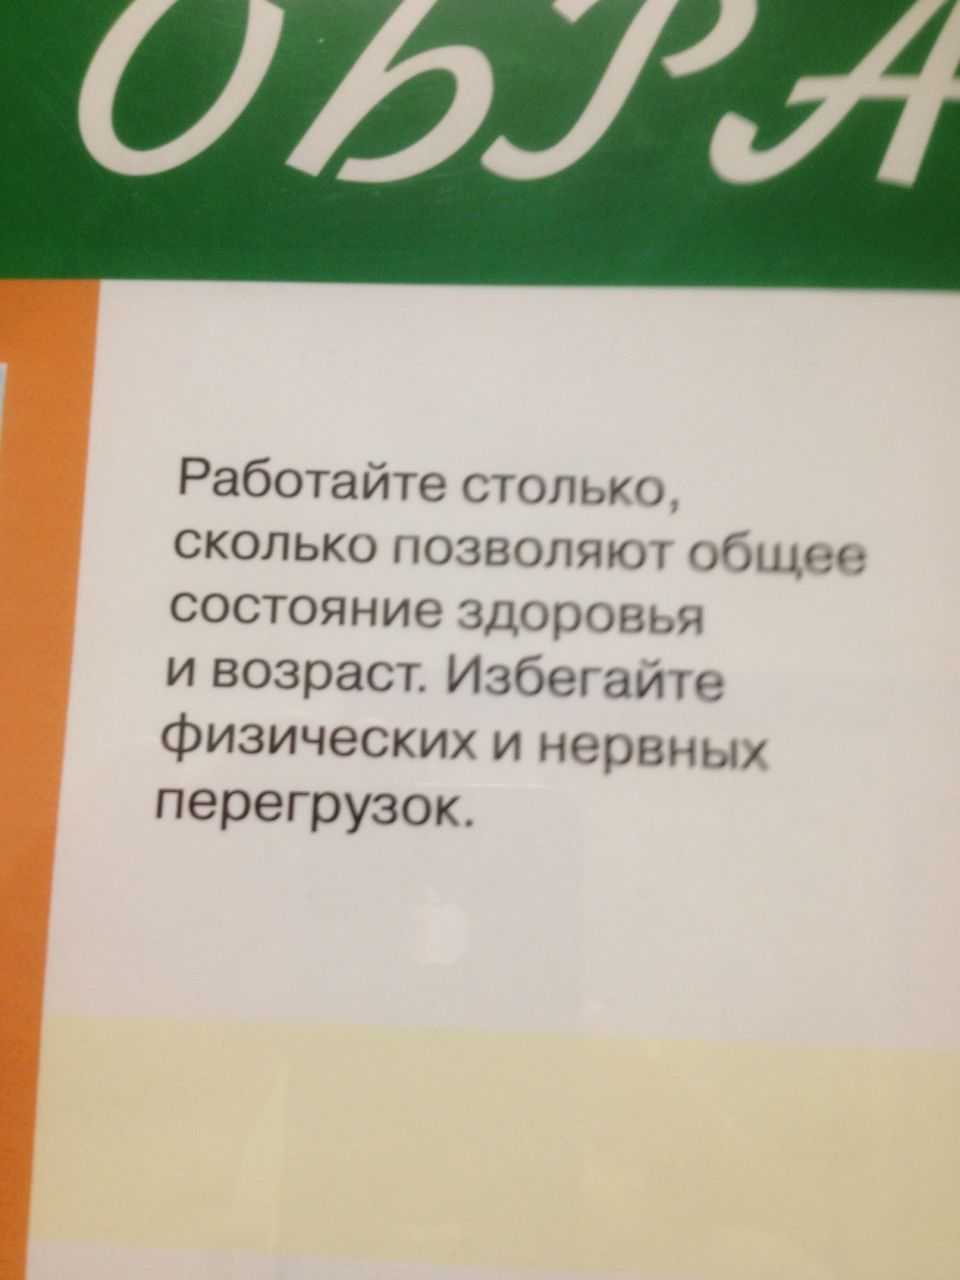 ОБРА
Работайте столько,
сколько позволяют общее
состояние здоровья
и возраст. Избегайте
физических и нервных
перегрузок.